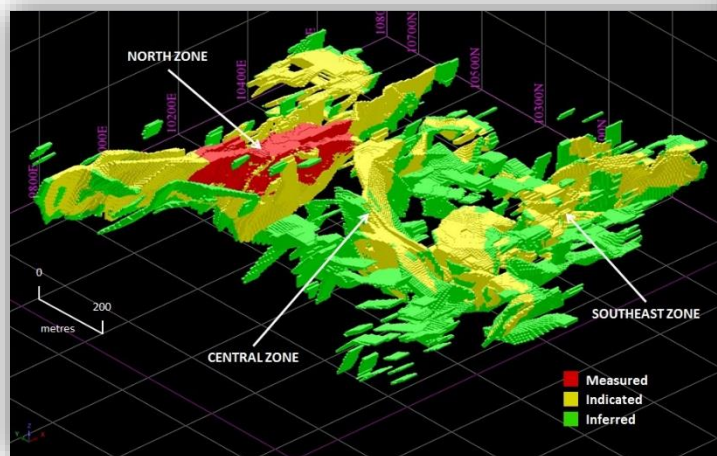 NORTH ZONE
10400E
10200E
10700N
10500N
10300N
0
200
metres
CENTRAL ZONE
SOUTHEAST ZONE
Measured
Indicated
Inferred